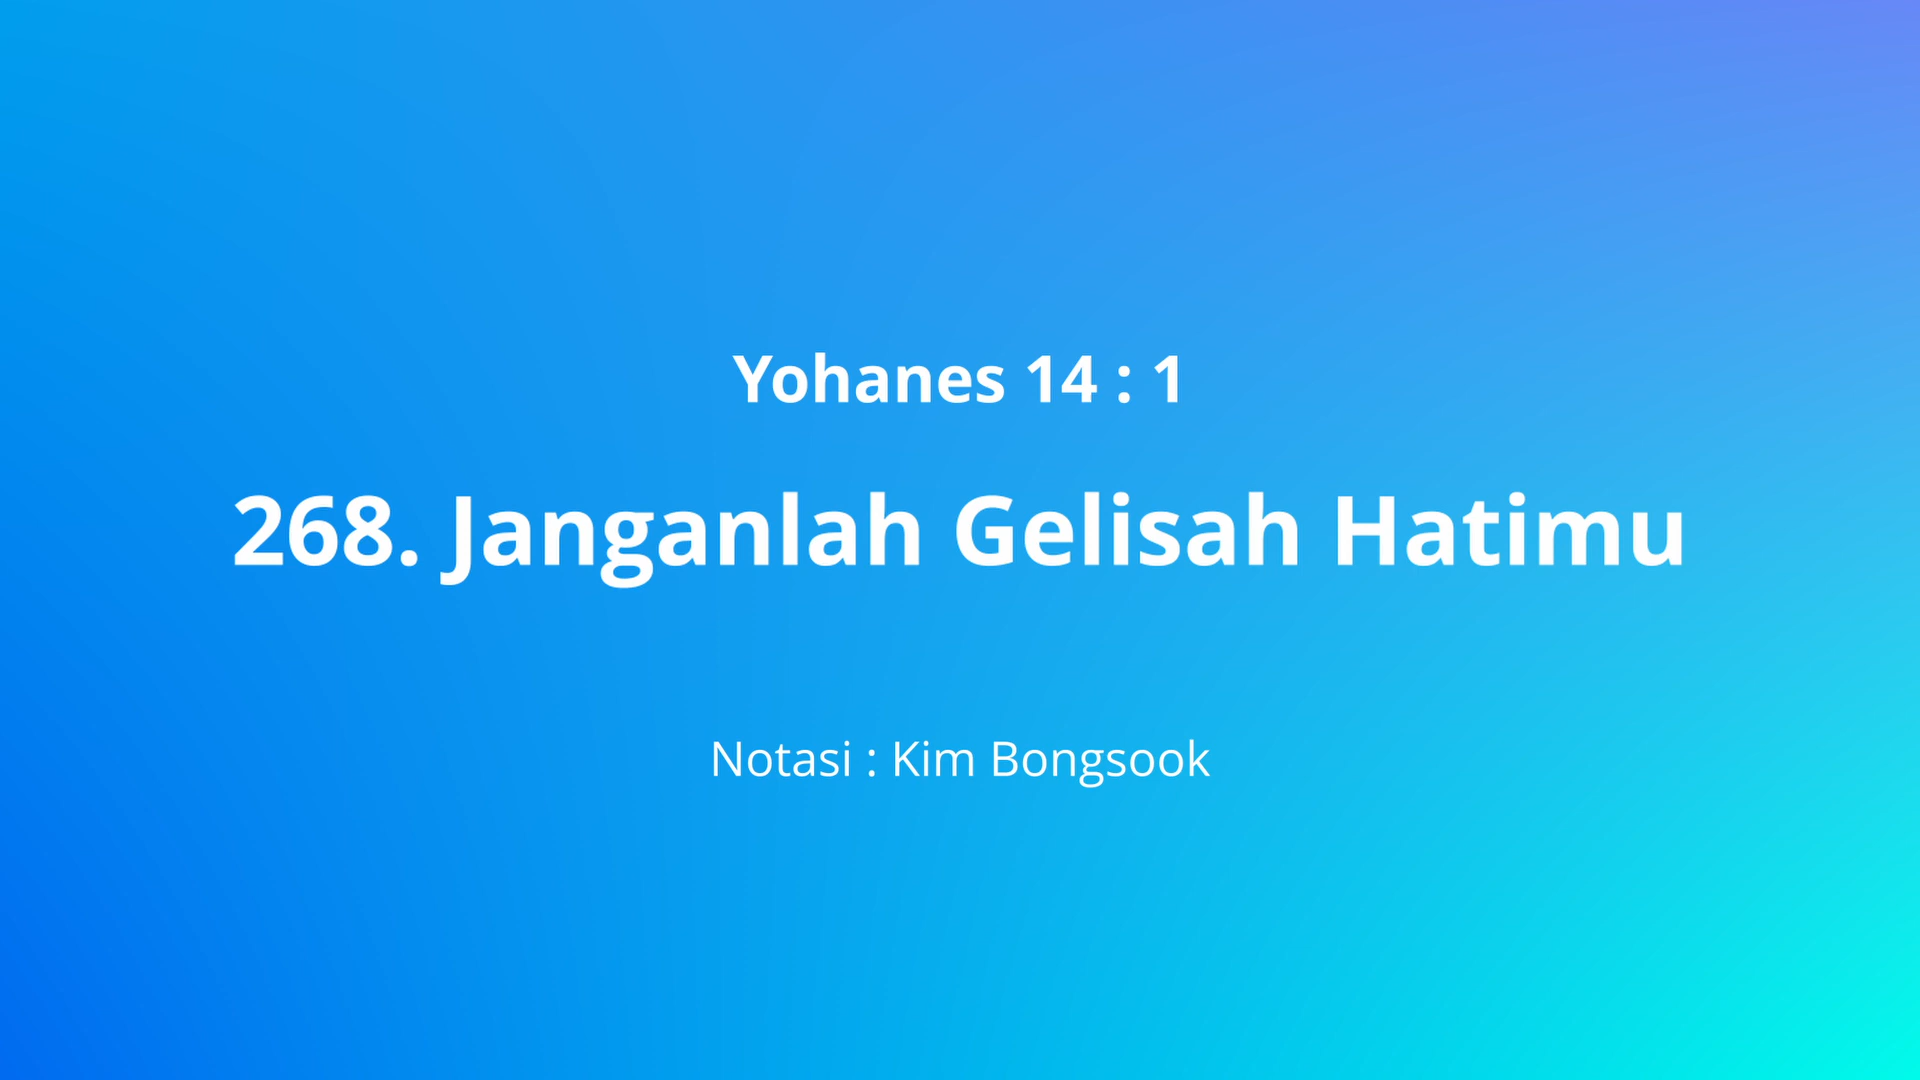 Yohanes 14 : 1
268. Janganlah Gelisah Hatimu
Notasi : Kim Bongsook